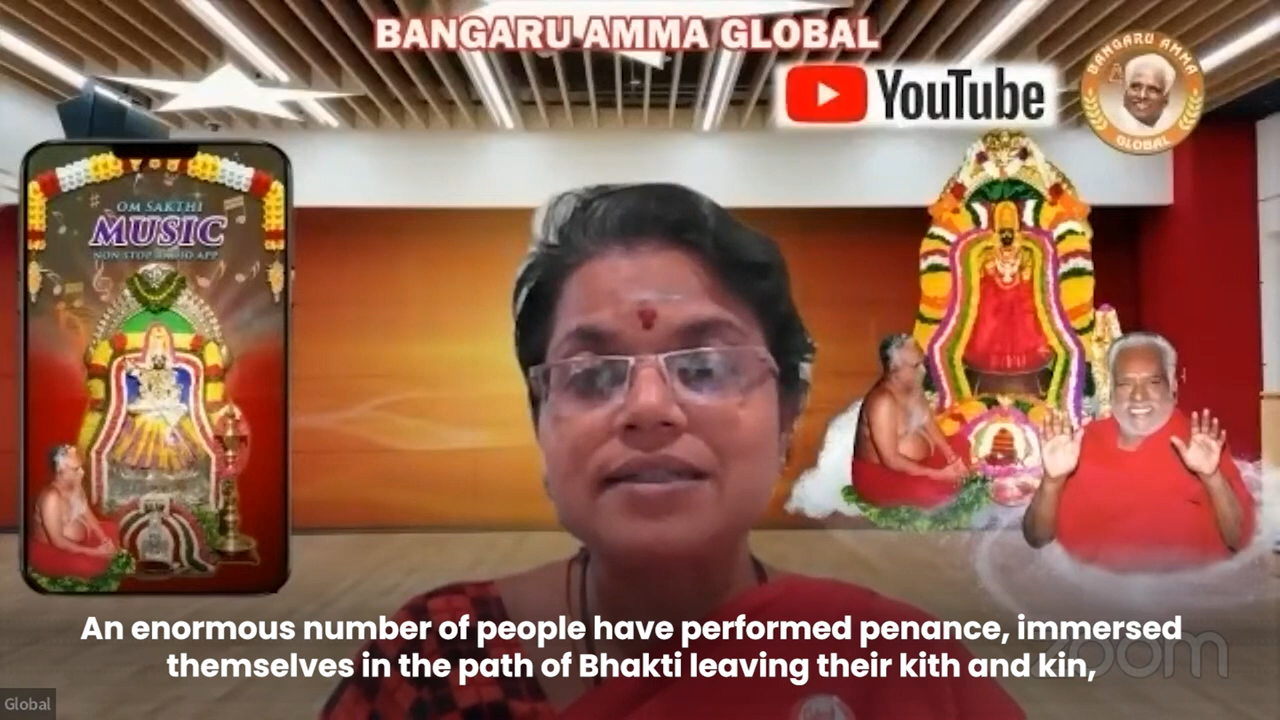 BANGARU AMMA GLOBAL
YouTube
BANGARU AMMA
GLOBAL
OM SAKTHI
MUSIC
NON STOP RADIO APP
An enormous number of people have performed penance, immersed
themselves in the path of Bhakti leaving their kith and kin,
zoom
Global